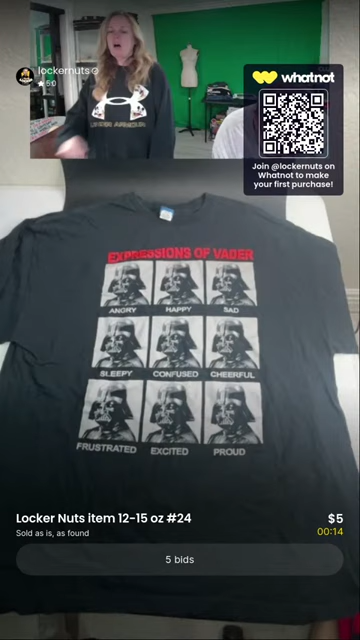 lockernuts
★5.0
whatnot
Join @lockernuts on
Whatnot to make
your first purchase!
UNDER ARMOUR
EXPRESSIONS OF VADER
ANGRY HAPPY SAD
SLEEPY CONFUSED CHEERFUL
FRUSTRATED EXCITED PROUD
Locker Nuts item 12-15 oz #24
$5
Sold as is, as found
00:14
5 bids